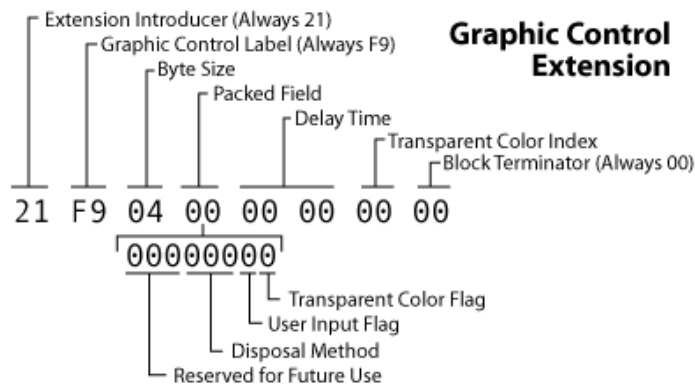 Extension Introducer (Always 21)
Graphic Control Label (Always F9)
Graphic Control
Extension
Byte Size
Packed Field
Delay Time
Transparent Color Index
Block Terminator (Always 00)
21 F9 04 00 00 00 00 00
00000000
Transparent Color Flag
User Input Flag
Disposal Method
Reserved for Future Use